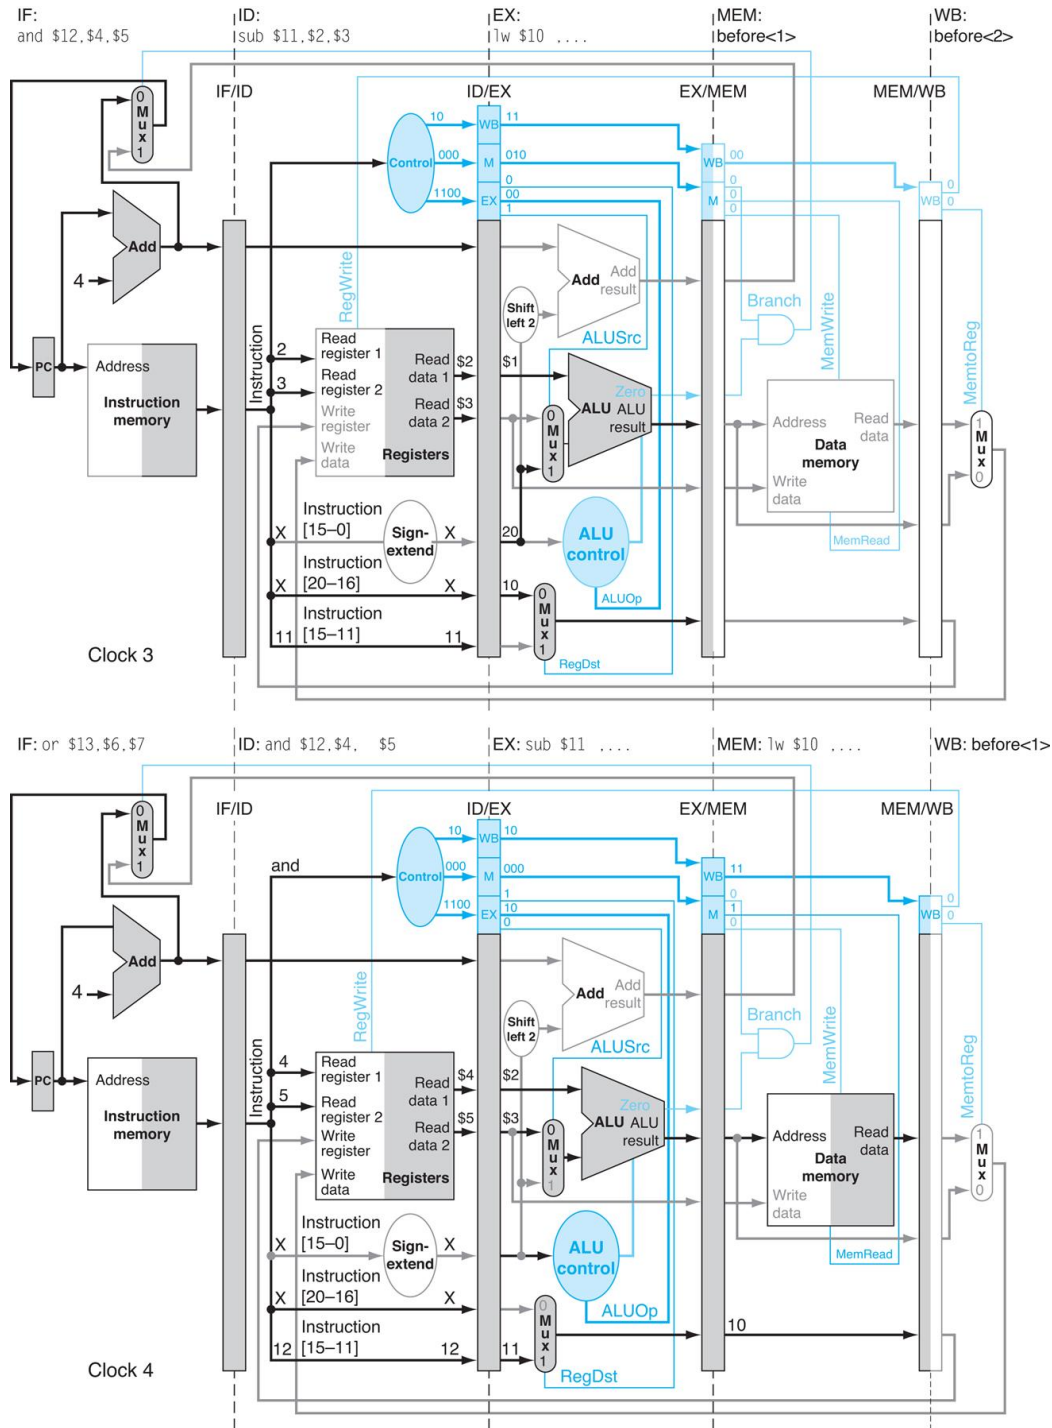 IF:
and $12,$4,$5
ID:
sub $11,$2,$3
EX:
lw $10 ,....
MEM:
before<1>
WB:
before<2>
IF/ID
ID/EX
EX/MEM
MEM/WB
0
Mux
1
Control
10
000
1100
WB
M
EX
11
010
0
00
1
WB
M
00
0
0
0
WB
0
0
Add
4
RegWrite
Add
Add
result
Shift
left 2
ALUSrc
Branch
MemWrite
MemtoReg
PC
Address
Instruction
memory
Instruction
2
3
Read
register 1
Read
register 2
Write
register
Write
data
Read
data 1
Read
data 2
Registers
$2
$3
$1
0
Mux
1
Zero
ALU
ALU
result
Address
Write
data
Read
data
Data
memory
MemRead
1
Mux
0
Instruction
[15–0]
X
Sign-
extend
X
20
ALU
control
Instruction
[20–16]
X
X
10
ALUOp
Instruction
[15–11]
11
11
0
Mux
1
RegDst
Clock 3
IF: or $13,$6,$7
ID: and $12,$4, $5
EX: sub $11 ,....
MEM: lw $10 ,....
WB: before<1>
IF/ID
ID/EX
EX/MEM
MEM/WB
0
Mux
1
and
Control
10
000
1100
WB
M
EX
10
000
1
10
0
WB
M
11
0
1
0
WB
0
0
Add
4
RegWrite
Add
Add
result
Shift
left 2
ALUSrc
Branch
MemWrite
MemtoReg
PC
Address
Instruction
memory
Instruction
4
5
Read
register 1
Read
register 2
Write
register
Write
data
Read
data 1
Read
data 2
Registers
$4
$5
$2
$3
0
Mux
1
Zero
ALU
ALU
result
Address
Write
data
Read
data
Data
memory
MemRead
1
Mux
0
Instruction
[15–0]
X
Sign-
extend
X
ALU
control
Instruction
[20–16]
X
X
ALUOp
Instruction
[15–11]
12
12
11
0
Mux
1
10
RegDst
Clock 4